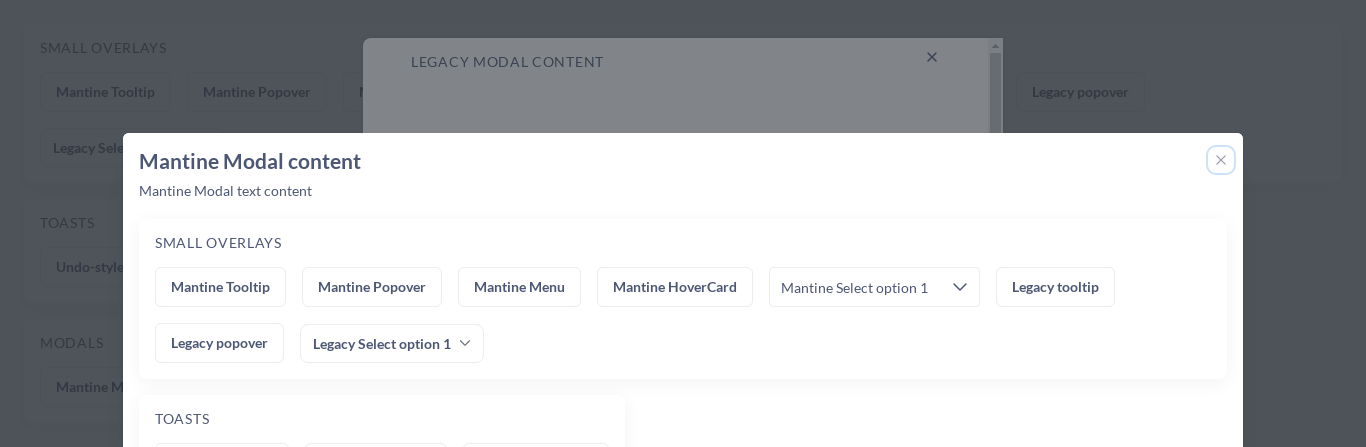 SMALL OVERLAYS
Mantine Tooltip
Mantine Popover
Legacy popover
LEGACY MODAL CONTENT
Legacy Sele
TOASTS
Undo-style
MODALS
Mantine M
Mantine Modal content
Mantine Modal text content
SMALL OVERLAYS
Mantine Tooltip
Mantine Popover
Mantine Menu
Mantine HoverCard
Mantine Select option 1
Legacy tooltip
Legacy popover
Legacy Select option 1
TOASTS